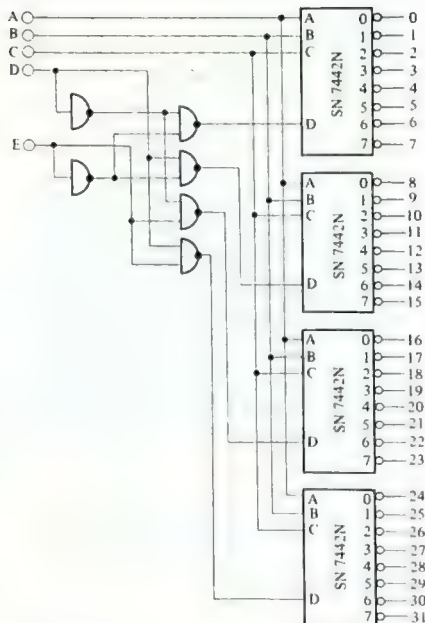 A A 0 0
B B 1 1
C C 2 2
D 3 3
4 4
5 5
D 6 6
7 7
SN 7442N
E
A 0 8
B 1 9
C 2 10
3 11
4 12
5 13
D 6 14
7 15
SN 7442N
A 0 16
B 1 17
C 2 18
3 19
4 20
5 21
D 6 22
7 23
SN 7442N
A 0 24
B 1 25
C 2 26
3 27
4 28
5 29
D 6 30
7 31
SN 7442N